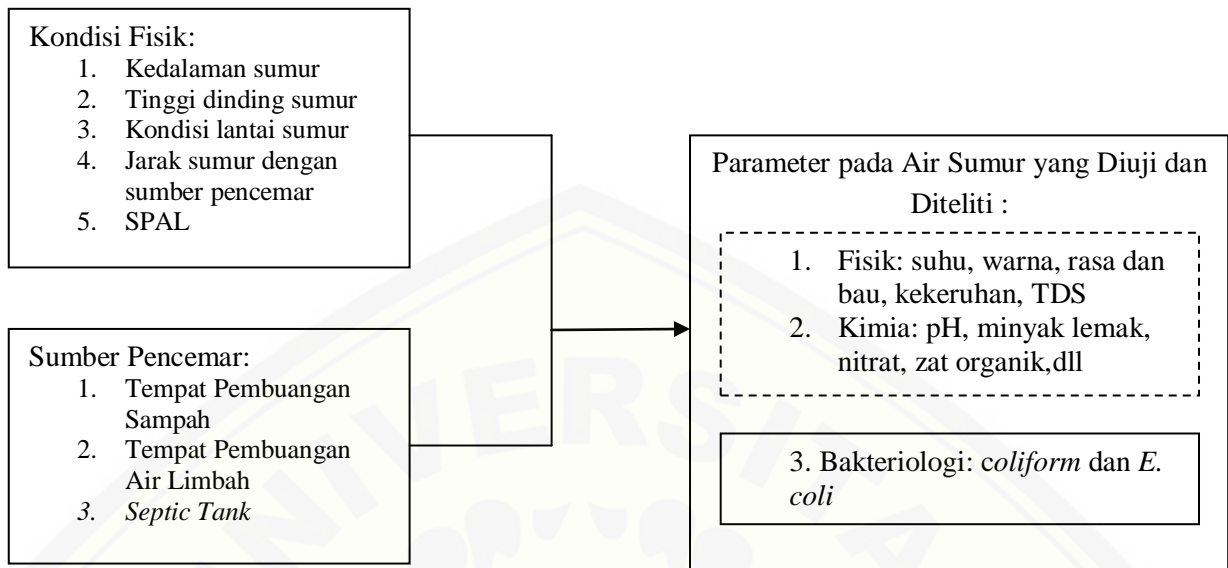 Kondisi Fisik:
1. Kedalaman sumur
2. Tinggi dinding sumur
3. Kondisi lantai sumur
4. Jarak sumur dengan
sumber pencemar
5. SPAL
Sumber Pencemar:
1. Tempat Pembuangan
Sampah
2. Tempat Pembuangan
Air Limbah
3. Septic Tank
Parameter pada Air Sumur yang Diuji dan
Diteliti :
1. Fisik: suhu, warna, rasa dan
bau, kekeruhan, TDS
2. Kimia: pH, minyak lemak,
nitrat, zat organik,dll
3. Bakteriologi: coliform dan E.
coli
NIVERSITA